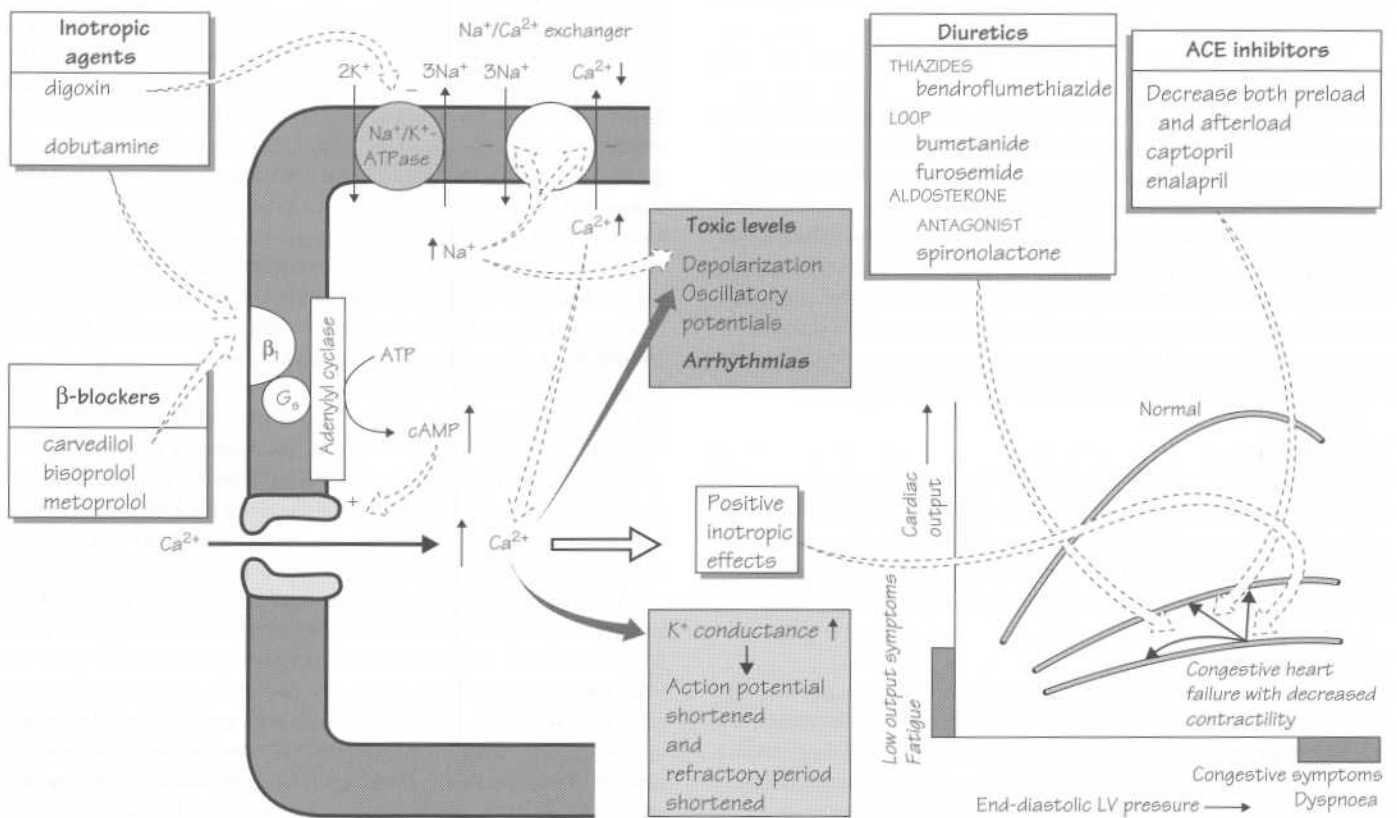 Inotropic
agents
digoxin
dobutamine
β-blockers
carvedilol
bisoprolol
metoprolol
Na⁺/Ca²⁺ exchanger
2K⁺
3Na⁺
3Na⁺
Ca²⁺ ↓
–
Na⁺/K⁺-
ATPase
–
–
↑ Na⁺
Ca²⁺ ↑
β₁
Gₛ
Adenylyl cyclase
ATP
cAMP ↑
+
Ca²⁺
↑ Ca²⁺
Toxic levels
Depolarization
Oscillatory
potentials
Arrhythmias
Positive
inotropic
effects
K⁺ conductance ↑
Action potential
shortened
and
refractory period
shortened
Diuretics
THIAZIDES
bendroflumethiazide
LOOP
bumetanide
furosemide
ALDOSTERONE
ANTAGONIST
spironolactone
ACE inhibitors
Decrease both preload
and afterload
captopril
enalapril
Normal
Cardiac
output
Low output symptoms
Fatigue
Congestive heart
failure with decreased
contractility
Congestive symptoms
Dyspnoea
End-diastolic LV pressure